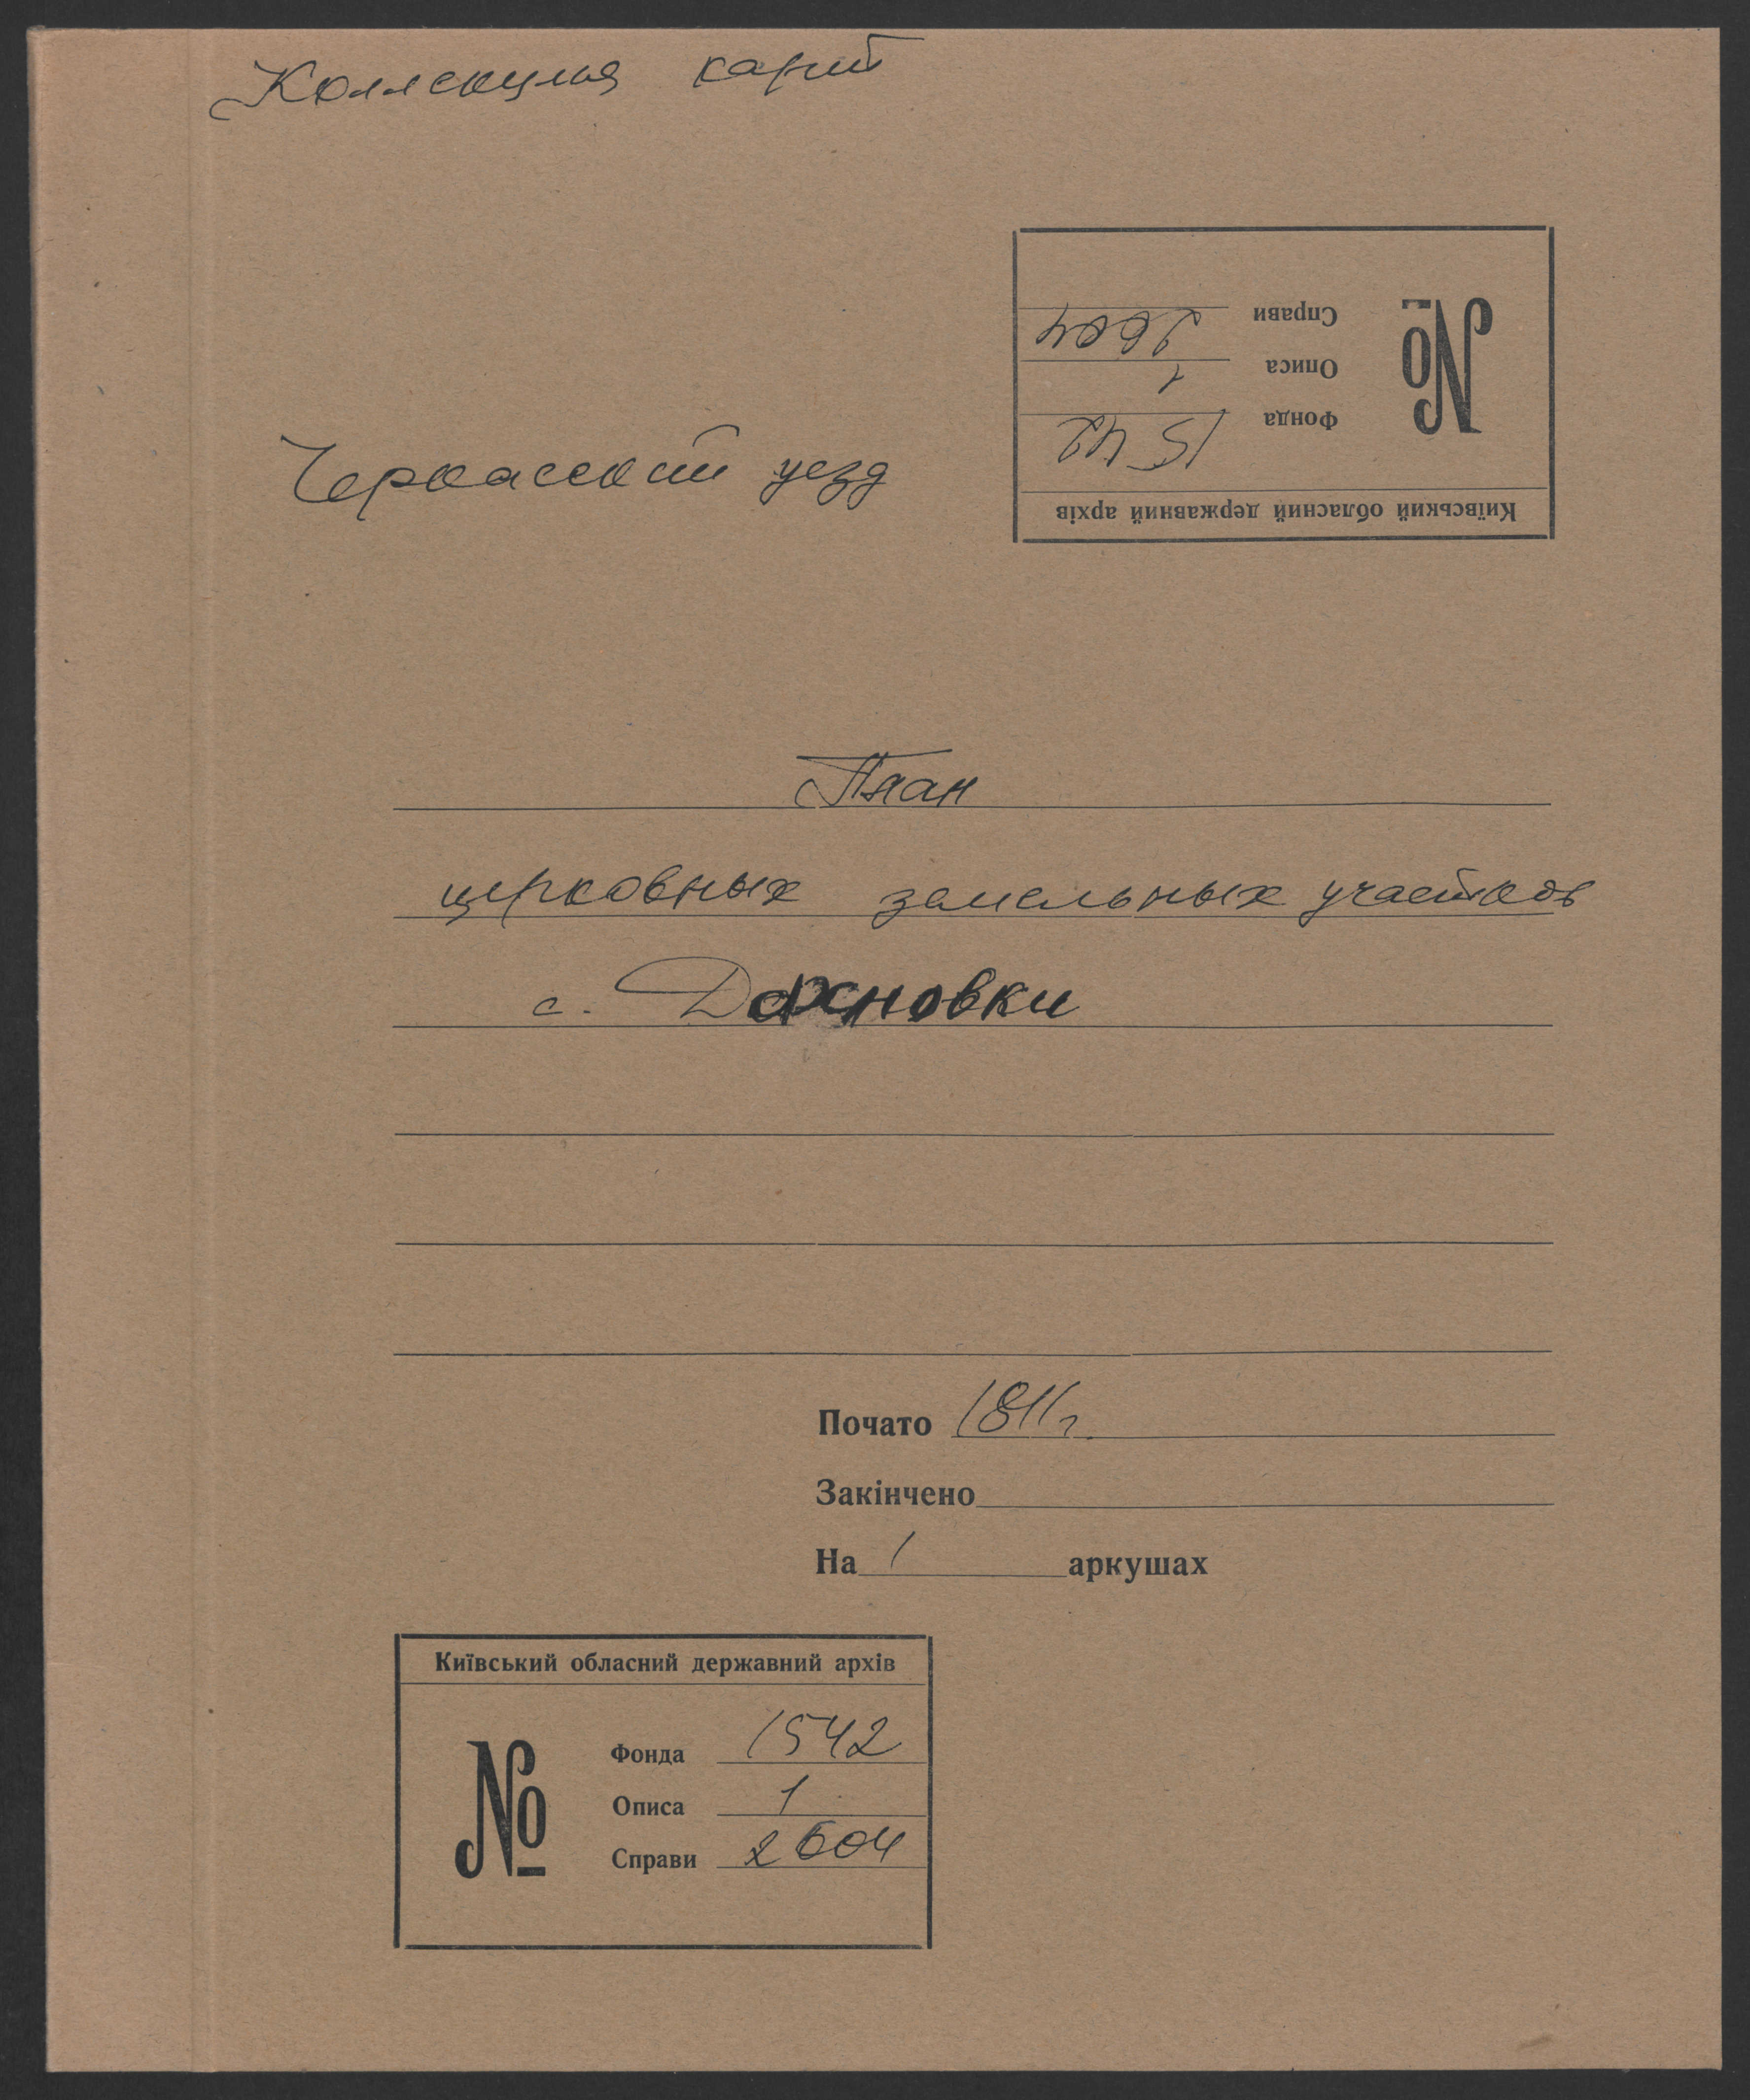 Коллекция карт
Київський обласний державний архів
№
Фонда 1542
Описа 1
Справи 2604
Черкасский уезд
План
церковных земельных участков
с. Дахновки
Почато 1811 г.
Закінчено
На 1 аркушах
Київський обласний державний архів
№
Фонда 1542
Описа 1
Справи 2604